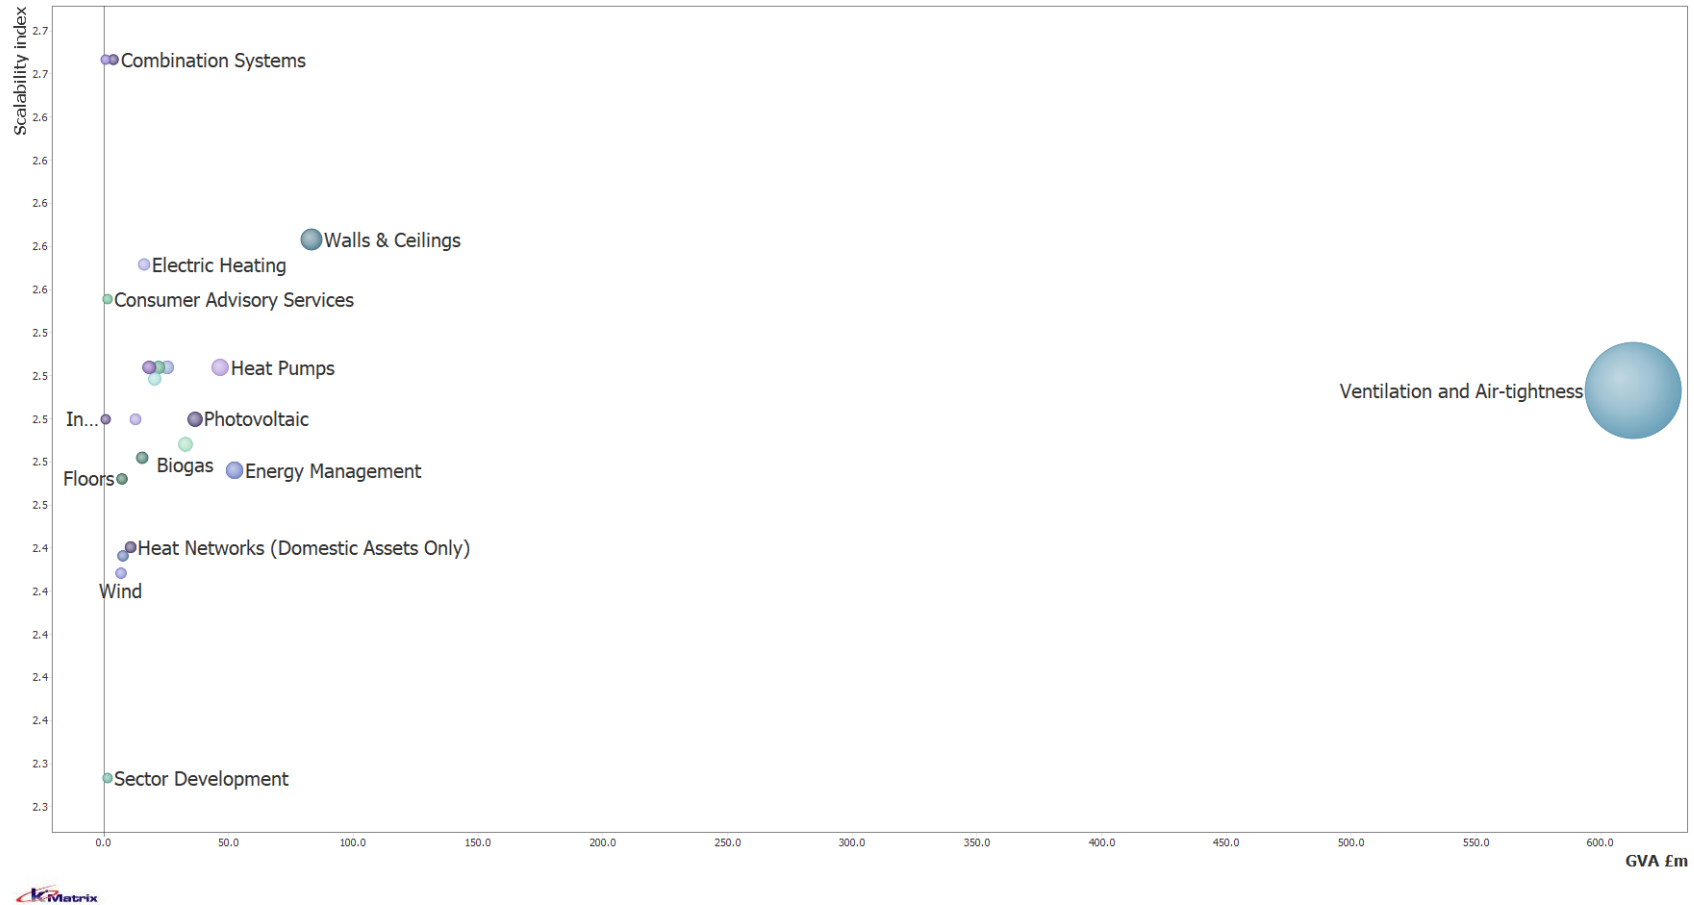 Scalability index
2.7
2.7
2.6
2.6
2.6
2.6
2.6
2.5
2.5
2.5
2.5
2.5
2.4
2.4
2.4
2.4
2.4
2.3
2.3
Combination Systems
Walls & Ceilings
Electric Heating
Consumer Advisory Services
Heat Pumps
Ventilation and Air-tightness
In...
Photovoltaic
Biogas
Energy Management
Floors
Heat Networks (Domestic Assets Only)
Wind
Sector Development
0.0 50.0 100.0 150.0 200.0 250.0 300.0 350.0 400.0 450.0 500.0 550.0 600.0
GVA £m
kMatrix